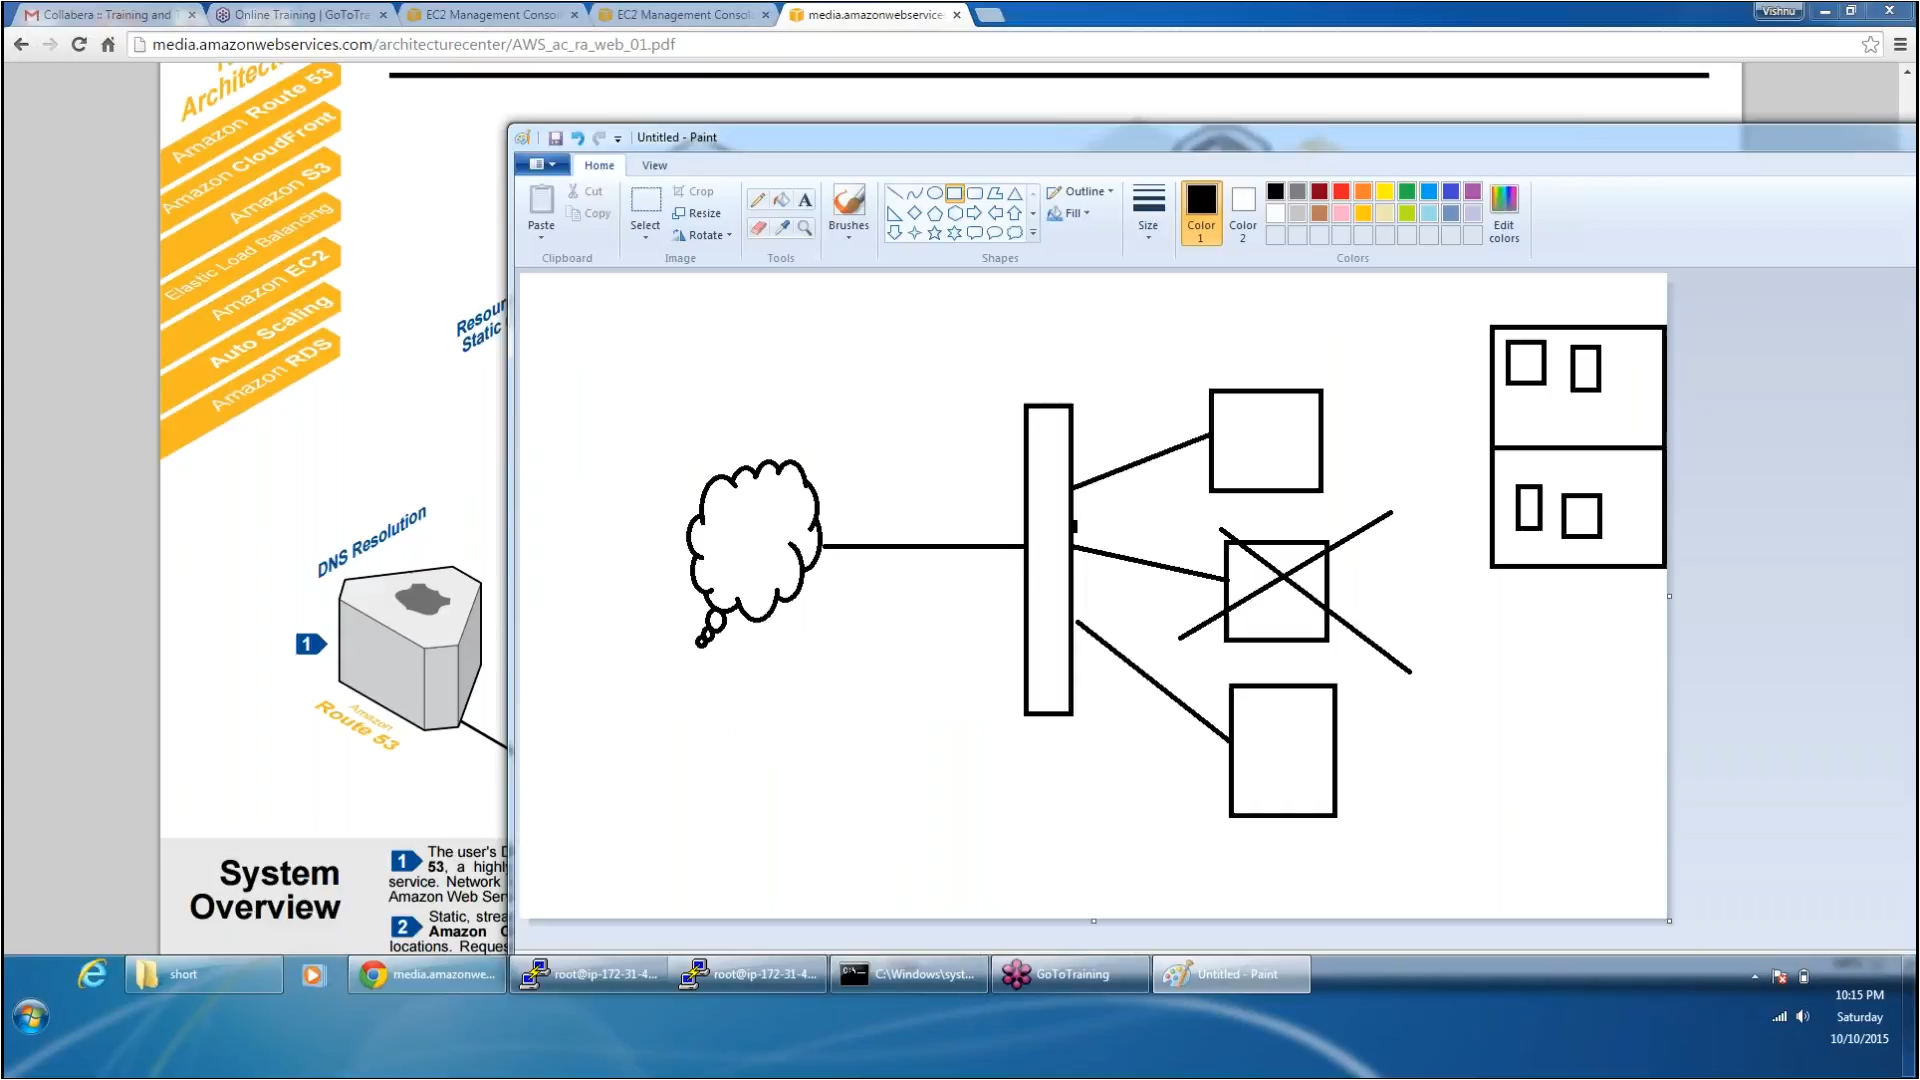 Collabera :: Training and T
Online Training | GoToTra
EC2 Management Consol
EC2 Management Consol
media.amazonwebservice
Vishnu
media.amazonwebservices.com/architecturecenter/AWS_ac_ra_web_01.pdf
Architectu
Amazon Route 53
Amazon CloudFront
Amazon S3
Elastic Load Balancing
Amazon EC2
Auto Scaling
Amazon RDS
Untitled - Paint
Home
View
Paste
Cut
Copy
Clipboard
Select
Crop
Resize
Rotate
Image
Tools
Brushes
Shapes
Outline
Fill
Size
Color 1
Color 2
Edit colors
Colors
Resour
Static
DNS Resolution
1
Amazon
Route 53
System
Overview
1 The user's D
53, a highl
service. Network
Amazon Web Ser
2 Static, strea
Amazon C
locations. Reques
short
media.amazonwe...
root@ip-172-31-4...
root@ip-172-31-4...
C:\Windows\syst...
GoToTraining
Untitled - Paint
10:15 PM
Saturday
10/10/2015